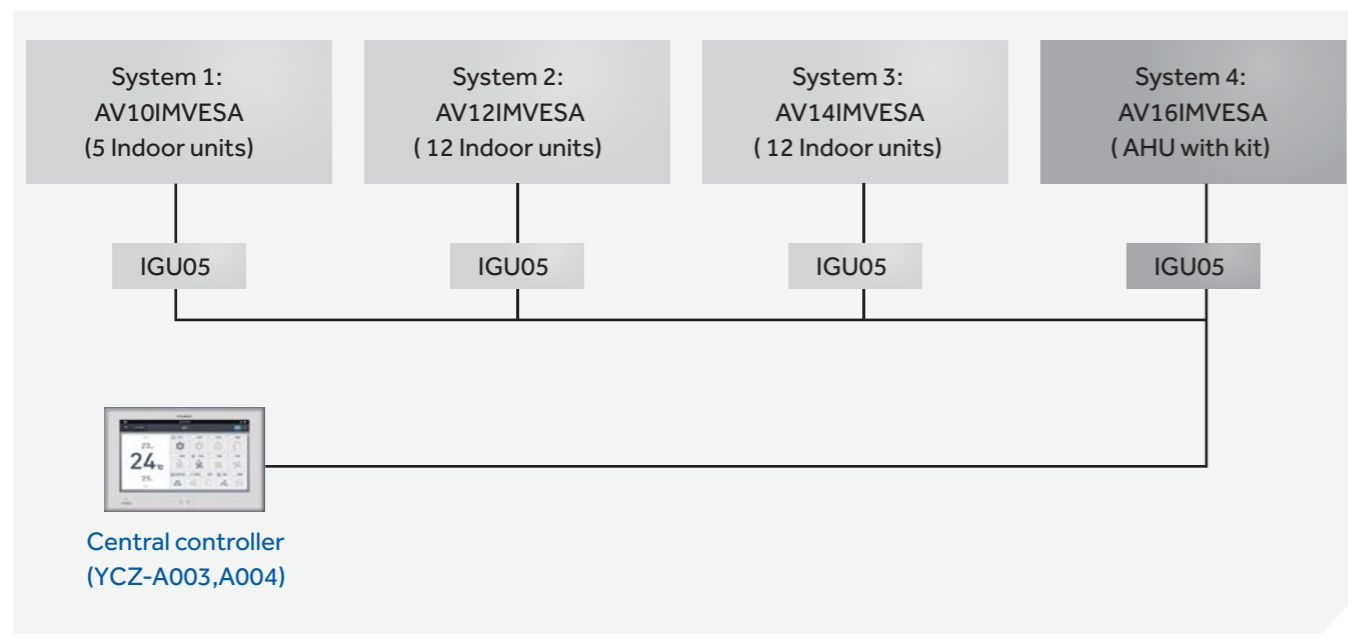 System 1:
AV10IMVESA
(5 Indoor units)
System 2:
AV12IMVESA
( 12 Indoor units)
System 3:
AV14IMVESA
( 12 Indoor units)
System 4:
AV16IMVESA
( AHU with kit)
IGU05
IGU05
IGU05
IGU05
24
Central controller
(YCZ-A003,A004)